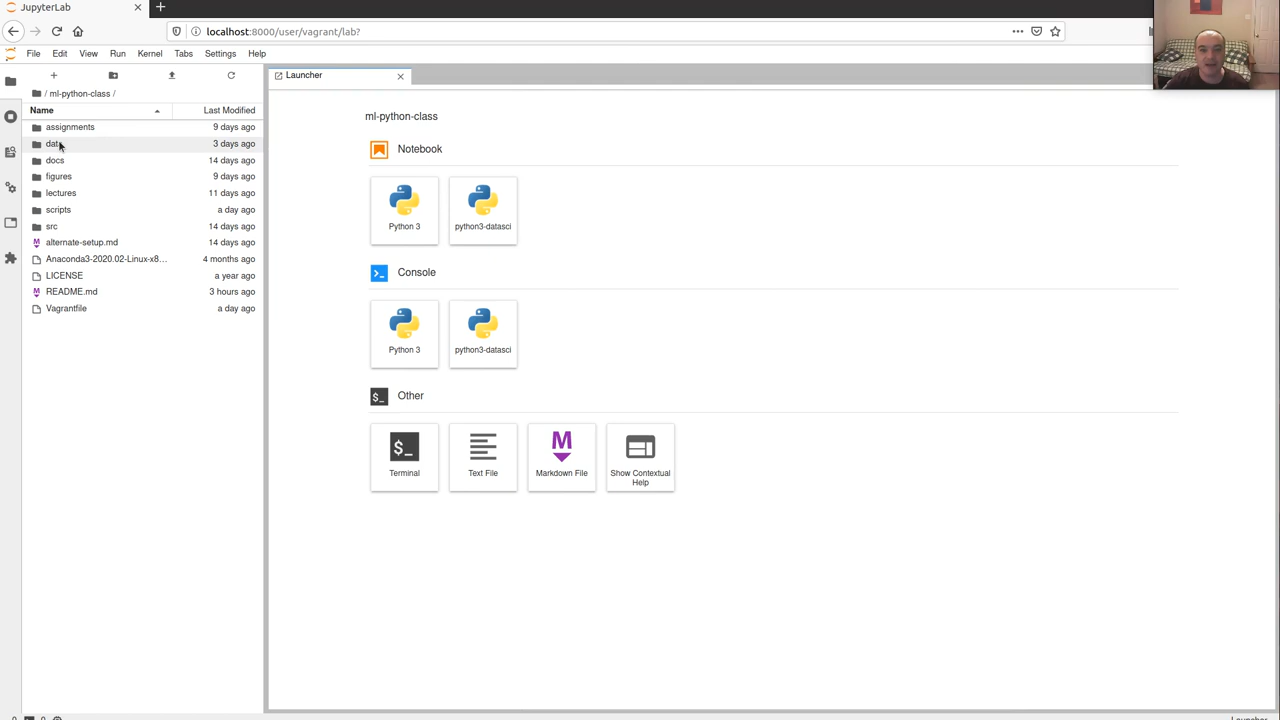 JupyterLab
localhost:8000/user/vagrant/lab?
File Edit View Run Kernel Tabs Settings Help
Launcher
/ ml-python-class /
Name Last Modified
assignments 9 days ago
3 days ago
docs 14 days ago
figures 9 days ago
lectures 11 days ago
scripts a day ago
src 14 days ago
alternate-setup.md 14 days ago
Anaconda3-2020.02-Linux-x8... 4 months ago
LICENSE a year ago
README.md 3 hours ago
Vagrantfile a day ago
ml-python-class
Notebook
Python 3 python3-datasci
Console
Python 3 python3-datasci
Other
$_ M
Terminal Text File Markdown File Show Contextual
Help